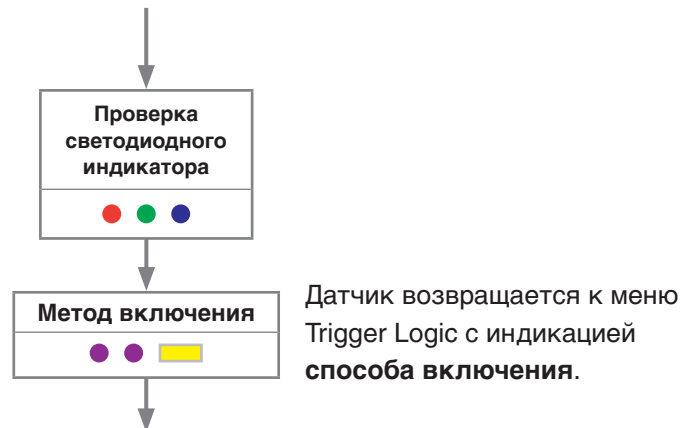 Проверка
светодиодного
индикатора
Метод включения
Датчик возвращается к меню
Trigger Logic с индикацией
способа включения.